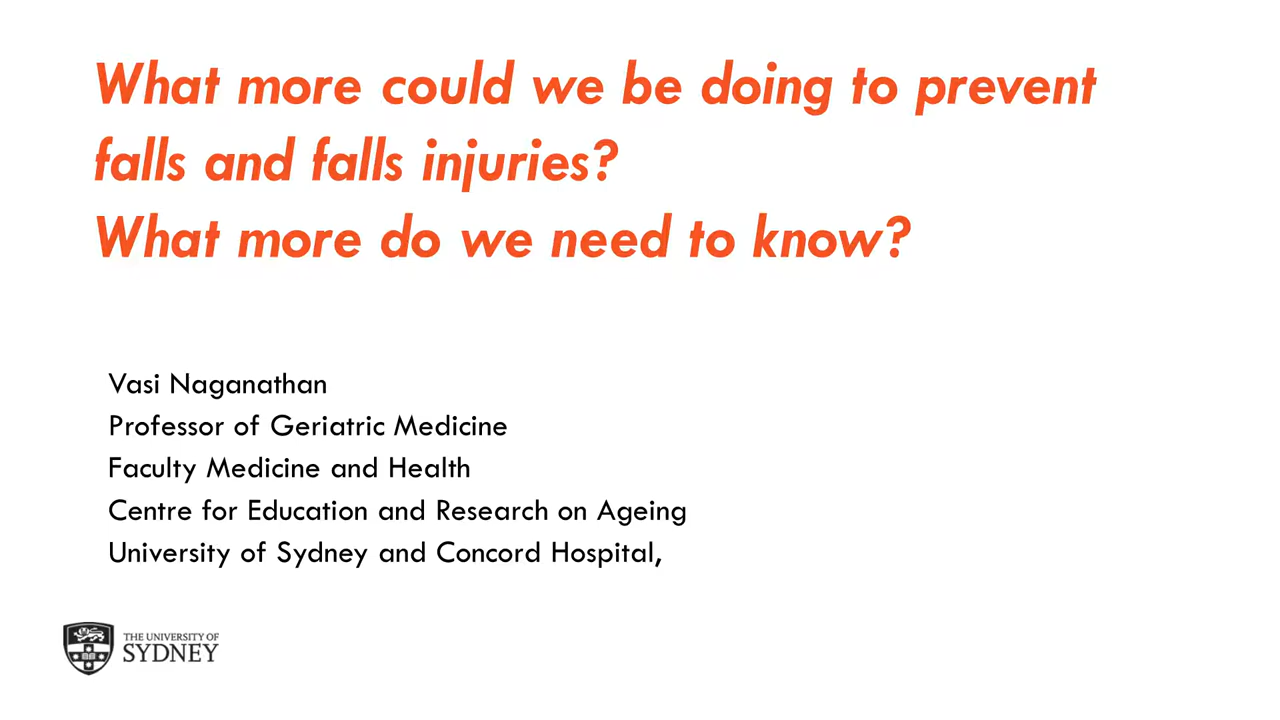 What more could we be doing to prevent
falls and falls injuries?
What more do we need to know?
Vasi Naganathan
Professor of Geriatric Medicine
Faculty Medicine and Health
Centre for Education and Research on Ageing
University of Sydney and Concord Hospital,
THE UNIVERSITY OF
SYDNEY